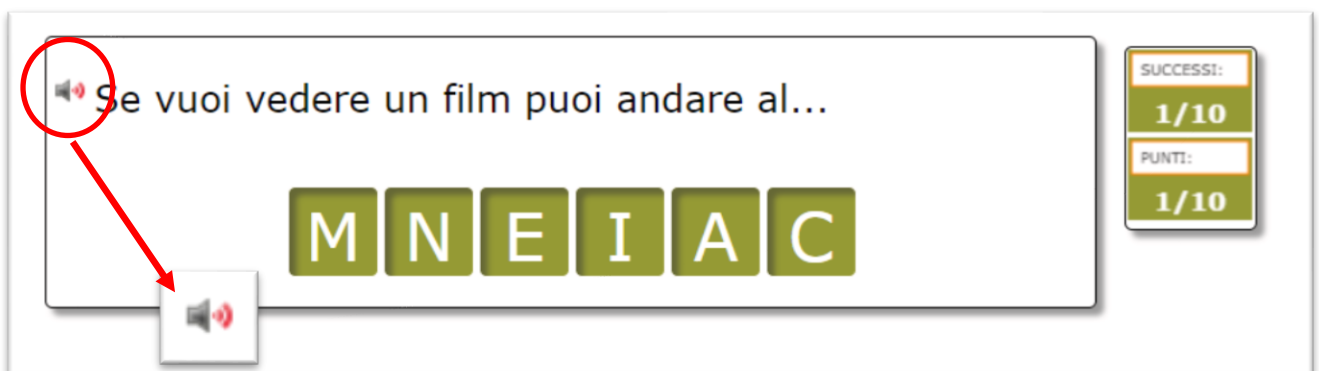 Se vuoi vedere un film puoi andare al...
M N E I A C
SUCCESSI:
1/10
PUNTI:
1/10